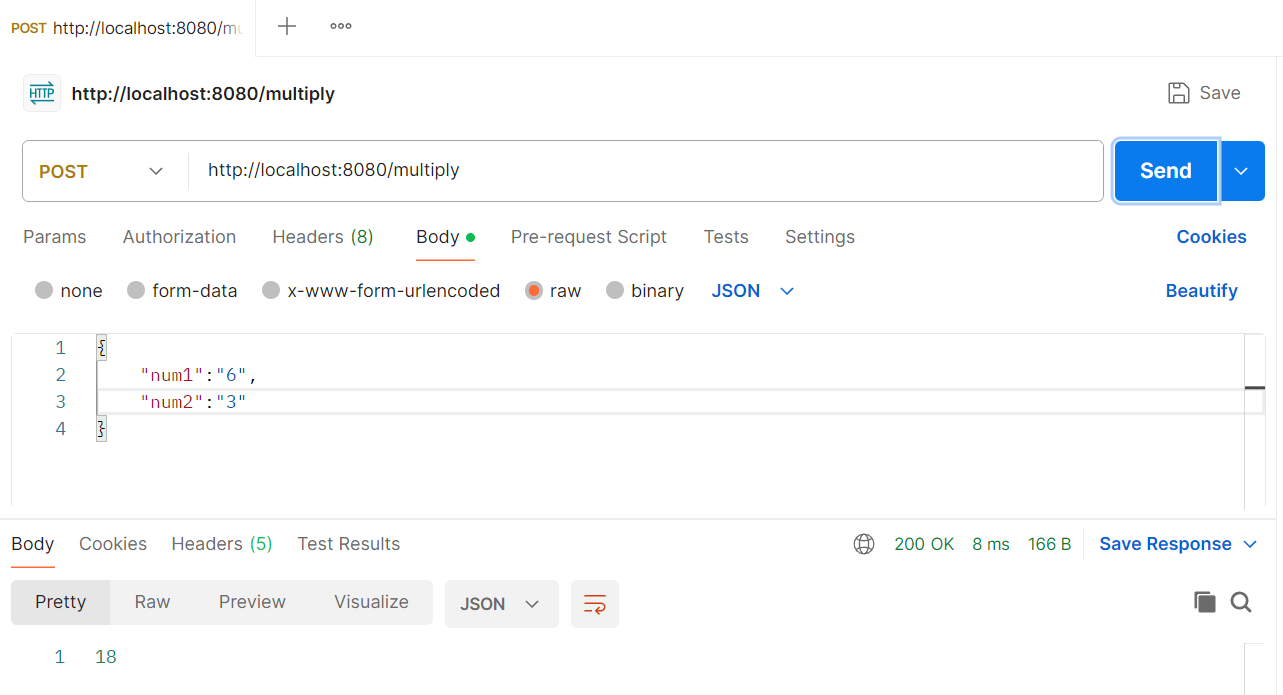 POST http://localhost:8080/mu
HTTP http://localhost:8080/multiply
Save
POST http://localhost:8080/multiply Send
Params Authorization Headers (8) Body Pre-request Script Tests Settings Cookies
none form-data x-www-form-urlencoded raw binary JSON Beautify
1 {
2 "num1":"6",
3 "num2":"3"
4 }
Body Cookies Headers (5) Test Results 200 OK 8 ms 166 B Save Response
Pretty Raw Preview Visualize JSON
1 18